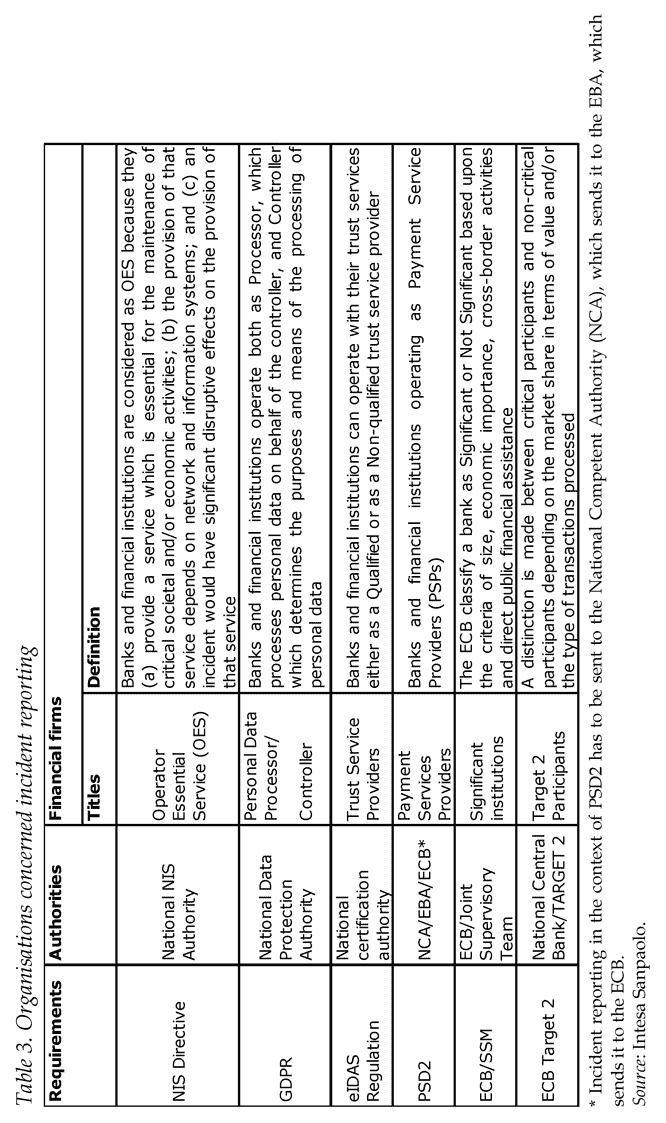 Table 3. Organisations concerned incident reporting
Requirements Authorities Financial firms
Titles Definition
NIS Directive
National NIS
Authority
Operator
Essential
Service (OES)
Banks and financial institutions are considered as OES because they
(a) provide a service which is essential for the maintenance of
critical societal and/or economic activities; (b) the provision of that
service depends on network and information systems; and (c) an
incident would have significant disruptive effects on the provision of
that service
GDPR
National Data
Protection
Authority
Personal Data
Processor/
Controller
Banks and financial institutions operate both as Processor, which
processes personal data on behalf of the controller, and Controller
which determines the purposes and means of the processing of
personal data
eIDAS
Regulation
National
certification
authority
Trust Service
Providers
Banks and financial institutions can operate with their trust services
either as a Qualified or as a Non-qualified trust service provider
PSD2
NCA/EBA/ECB*
Payment
Services
Providers
Banks and financial institutions operating as Payment Service
Providers (PSPs)
ECB/SSM
ECB/Joint
Supervisory
Team
Significant
institutions
The ECB classify a bank as Significant or Not Significant based upon
the criteria of size, economic importance, cross-border activities
and direct public financial assistance
ECB Target 2
National Central
Bank/TARGET 2
Target 2
Participants
A distinction is made between critical participants and non-critical
participants depending on the market share in terms of value and/or
the type of transactions processed
* Incident reporting in the context of PSD2 has to be sent to the National Competent Authority (NCA), which sends it to the EBA, which
sends it to the ECB.
Source: Intesa Sanpaolo.